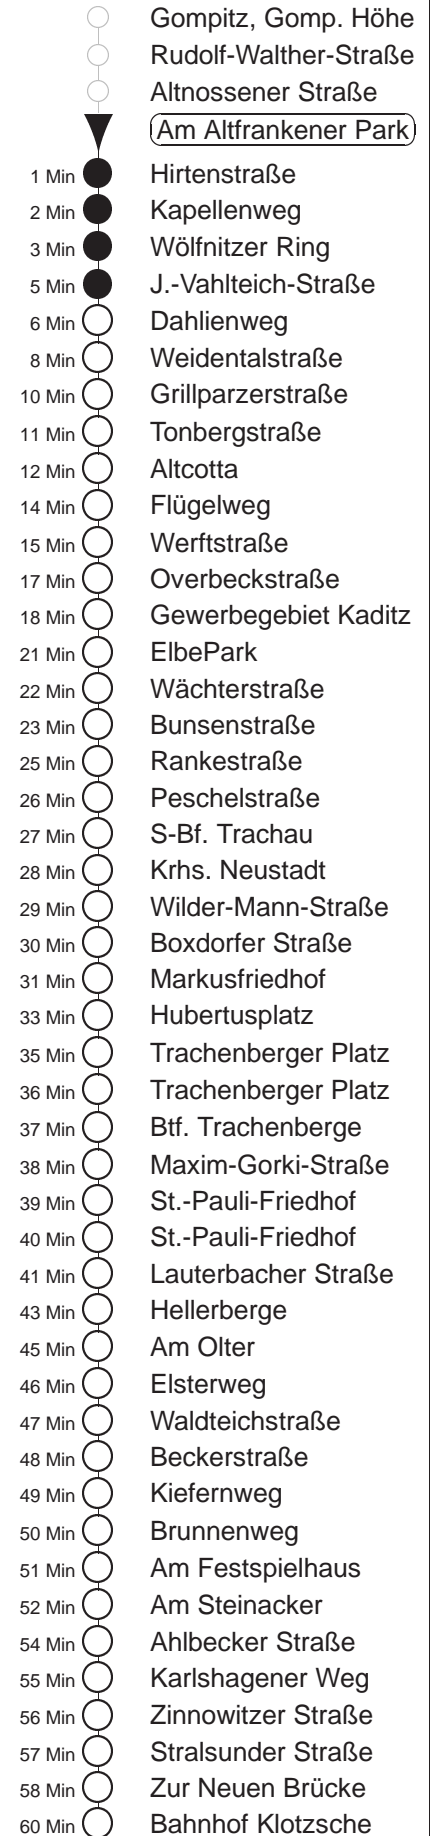 Gompitz, Gomp. Höhe
Rudolf-Walther-Straße
Altnossener Straße
Am Altfrankener Park
1 Min Hirtenstraße
2 Min Kapellenweg
3 Min Wölfnitzer Ring
5 Min J.-Vahlteich-Straße
6 Min Dahlienweg
8 Min Weidentalstraße
10 Min Grillparzerstraße
11 Min Tonbergstraße
12 Min Altcotta
14 Min Flügelweg
15 Min Werftstraße
17 Min Overbeckstraße
18 Min Gewerbegebiet Kaditz
21 Min ElbePark
22 Min Wächterstraße
23 Min Bunsenstraße
25 Min Rankestraße
26 Min Peschelstraße
27 Min S-Bf. Trachau
28 Min Krhs. Neustadt
29 Min Wilder-Mann-Straße
30 Min Boxdorfer Straße
31 Min Markusfriedhof
33 Min Hubertusplatz
35 Min Trachenberger Platz
36 Min Trachenberger Platz
37 Min Btf. Trachenberge
38 Min Maxim-Gorki-Straße
39 Min St.-Pauli-Friedhof
40 Min St.-Pauli-Friedhof
41 Min Lauterbacher Straße
43 Min Hellerberge
45 Min Am Olter
46 Min Elsterweg
47 Min Waldteichstraße
48 Min Beckerstraße
49 Min Kiefernweg
50 Min Brunnenweg
51 Min Am Festspielhaus
52 Min Am Steinacker
54 Min Ahlbecker Straße
55 Min Karlshagener Weg
56 Min Zinnowitzer Straße
57 Min Stralsunder Straße
58 Min Zur Neuen Brücke
60 Min Bahnhof Klotzsche